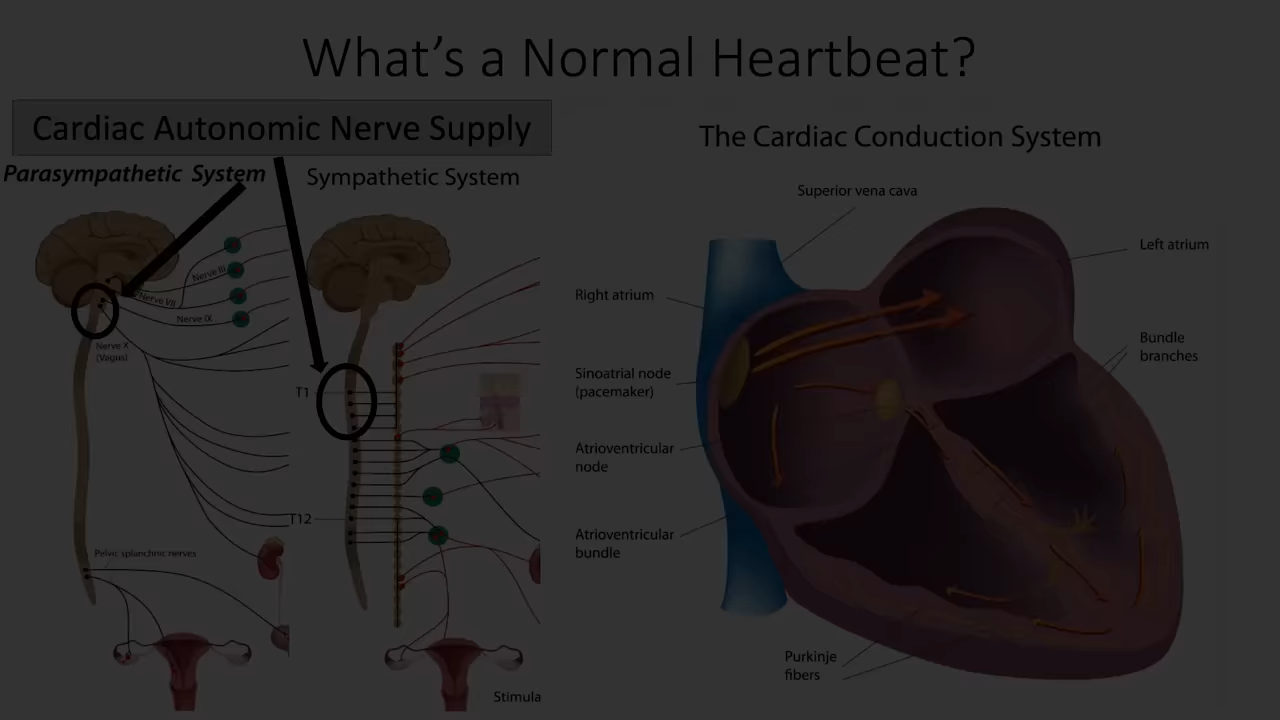 What's a Normal Heartbeat?
Cardiac Autonomic Nerve Supply
Parasympathetic System
Sympathetic System
Nerve III
Nerve VII
Nerve IX
Nerve X
(Vagus)
T1
T12
Pelvic splanchnic nerves
Stimula
The Cardiac Conduction System
Superior vena cava
Left atrium
Right atrium
Bundle
branches
Sinoatrial node
(pacemaker)
Atrioventricular
node
Atrioventricular
bundle
Purkinje
fibers